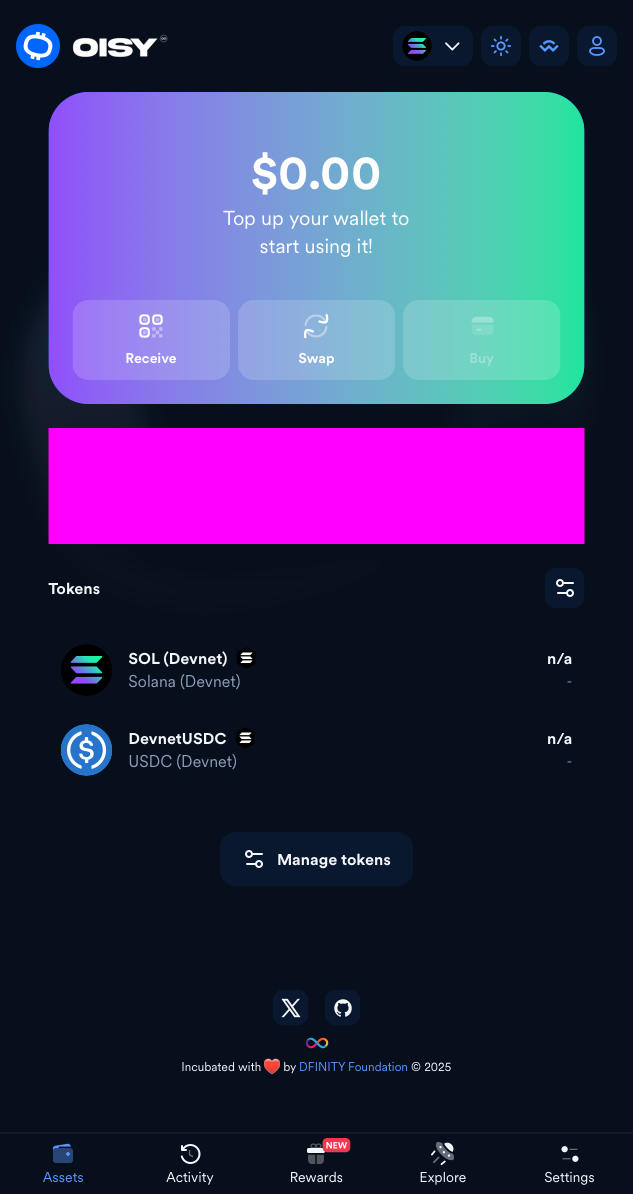 OISY
$0.00
Top up your wallet to
start using it!
Receive
Swap
Buy
Tokens
SOL (Devnet)
n/a
Solana (Devnet)
-
DevnetUSDC
n/a
USDC (Devnet)
-
Manage tokens
Incubated with ❤️ by DFINITY Foundation © 2025
NEW
Assets
Activity
Rewards
Explore
Settings